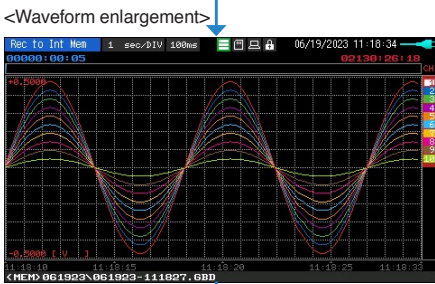 <Waveform enlargement>
Rec to Int Mem 1 sec/DIV 100ms 06/19/2023 11:18:34
00000:00:05 02130:26:18
CH
+0.5000
1
2
3
4
5
6
7
8
9
10
-0.5000 [ V ]
11:18:10 11:18:15 11:18:20 11:18:25 11:18:33
<MEM>061923\061923-111827.GBD